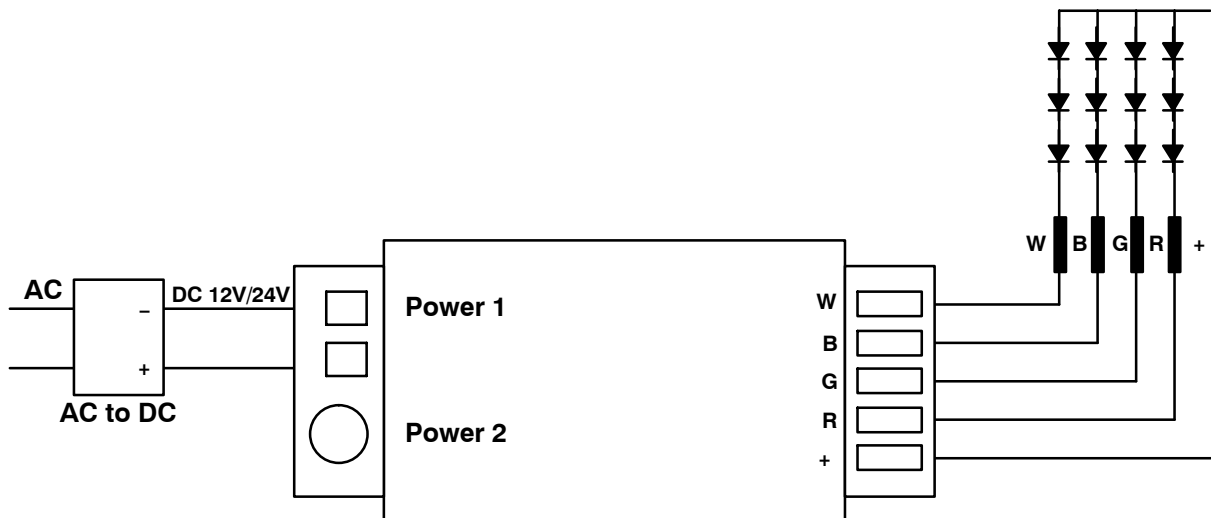 W B G R +
AC
DC 12V/24V
–
+
AC to DC
Power 1
Power 2
W
B
G
R
+